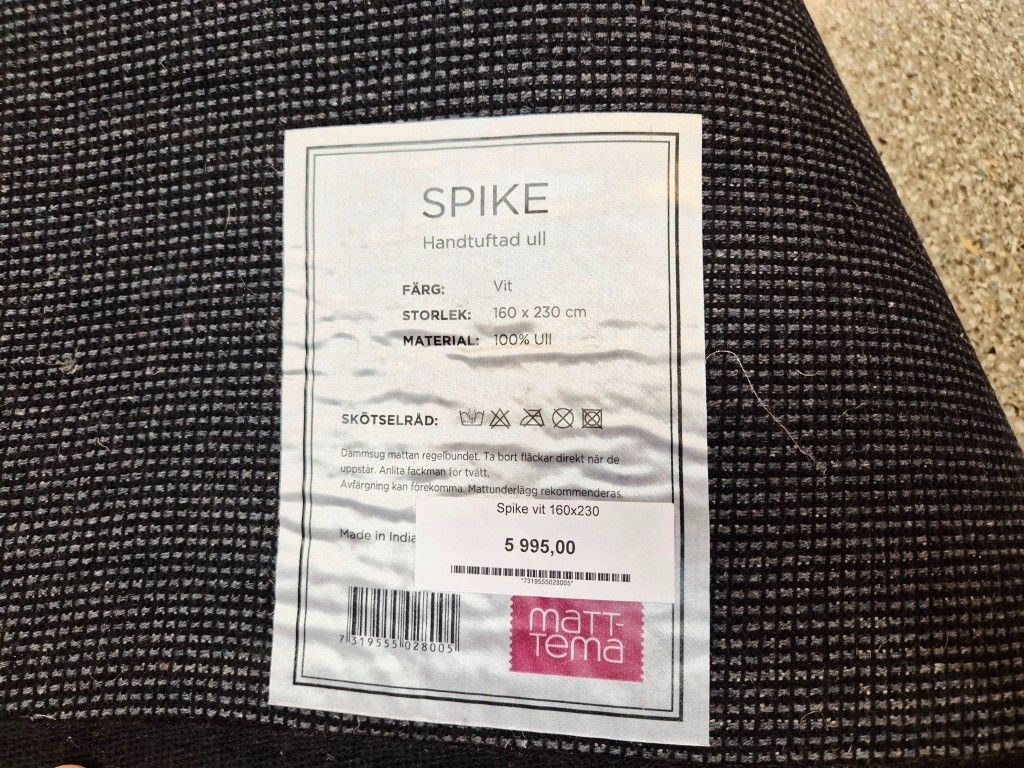 SPIKE
Handtuftad ull
FÄRG: Vit
STORLEK: 160 x 230 cm
MATERIAL: 100% Ull
SKÖTSELRÅD:
Dammsug mattan regelbundet. Ta bort fläckar direkt när de
uppstår. Anlita fackman för tvätt.
Avfärgning kan förekomma. Mattunderlägg rekommenderas.
Spike vit 160x230
Made in India
5 995,00
*7319555028005*
7 319555 028005
maTT-
Tema